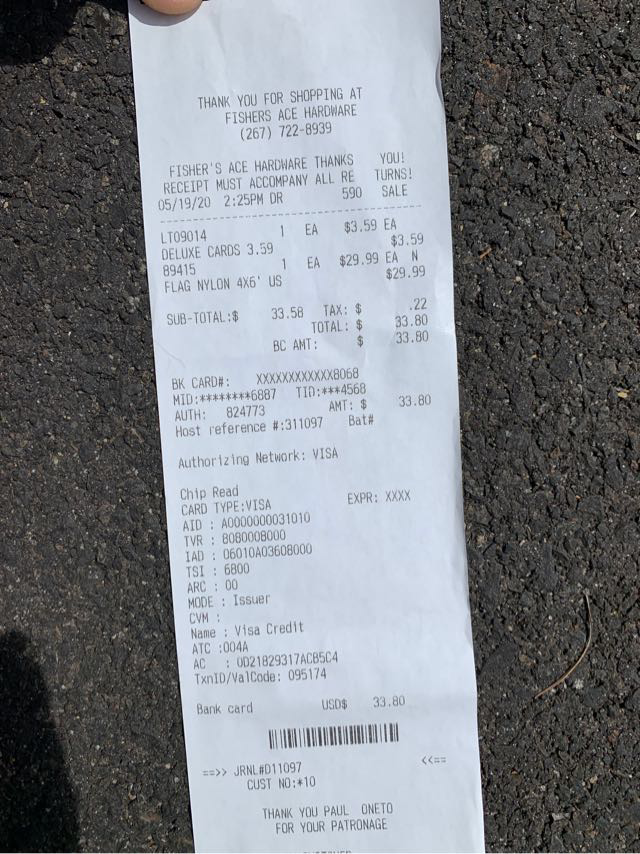 THANK YOU FOR SHOPPING AT
FISHERS ACE HARDWARE
(267) 722-8939
FISHER'S ACE HARDWARE THANKS YOU!
RECEIPT MUST ACCOMPANY ALL RE TURNS!
05/19/20 2:25PM DR 590 SALE
LT09014 1 EA $3.59 EA
DELUXE CARDS 3.59 $3.59
89415 1 EA $29.99 EA N
FLAG NYLON 4X6' US $29.99
SUB-TOTAL:$ 33.58 TAX: $ .22
TOTAL: $ 33.80
BC AMT: $ 33.80
BK CARD#: XXXXXXXXXXXX8068
MID:********6887 TID:***4568
AUTH: 824773 AMT: $ 33.80
Host reference #:311097 Bat#
Authorizing Network: VISA
Chip Read
CARD TYPE:VISA EXPR: XXXX
AID : A0000000031010
TVR : 8080008000
IAD : 06010A03608000
TSI : 6800
ARC : 00
MODE : Issuer
CVM :
Name : Visa Credit
ATC :004A
AC : 0D21829317ACB5C4
TxnID/ValCode: 095174
Bank card USD$ 33.80
==>> JRNL#D11097 <<==
CUST NO:*10
THANK YOU PAUL ONETO
FOR YOUR PATRONAGE